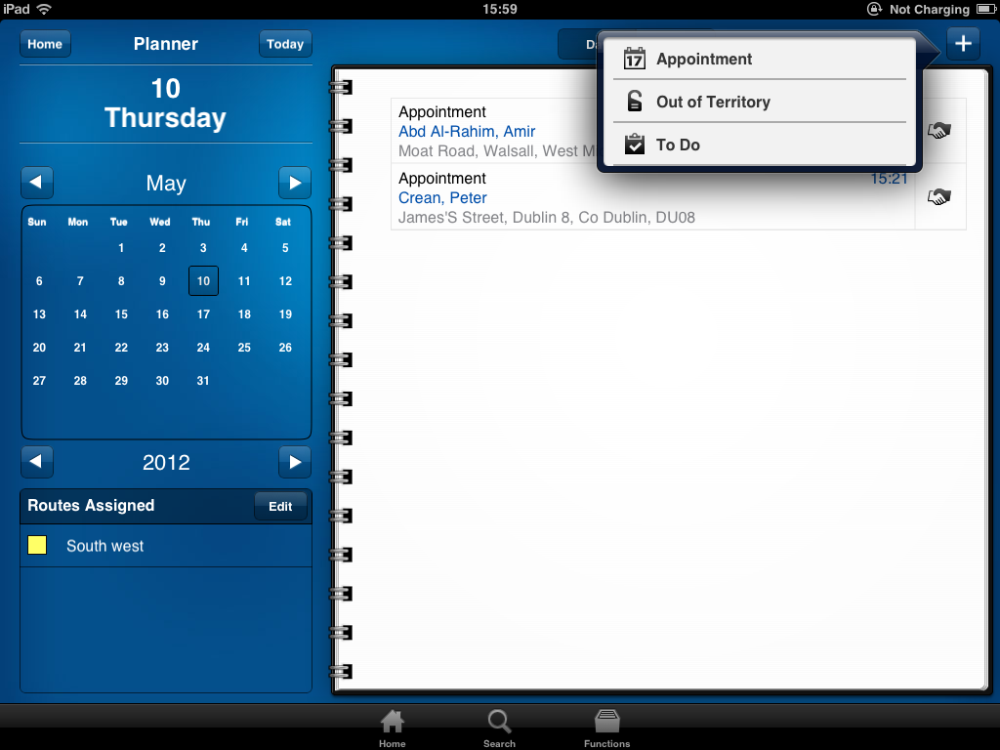 iPad 15:59 Not Charging
Home Planner Today
10
Thursday
May
Sun Mon Tue Wed Thu Fri Sat
1 2 3 4 5
6 7 8 9 10 11 12
13 14 15 16 17 18 19
20 21 22 23 24 25 26
27 28 29 30 31
2012
Routes Assigned Edit
South west
17 Appointment
Out of Territory
To Do
Appointment
Abd Al-Rahim, Amir
Moat Road, Walsall, West
Appointment 15:21
Crean, Peter
James'S Street, Dublin 8, Co Dublin, DU08
Home Search Functions